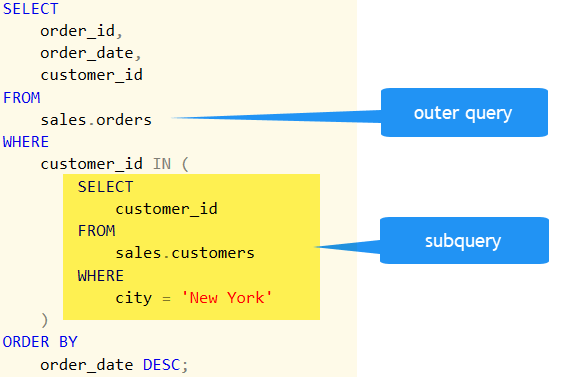 SELECT
order_id,
order_date,
customer_id
FROM
sales.orders
WHERE
customer_id IN (
SELECT
customer_id
FROM
sales.customers
WHERE
city = 'New York'
)
ORDER BY
order_date DESC;
outer query
subquery